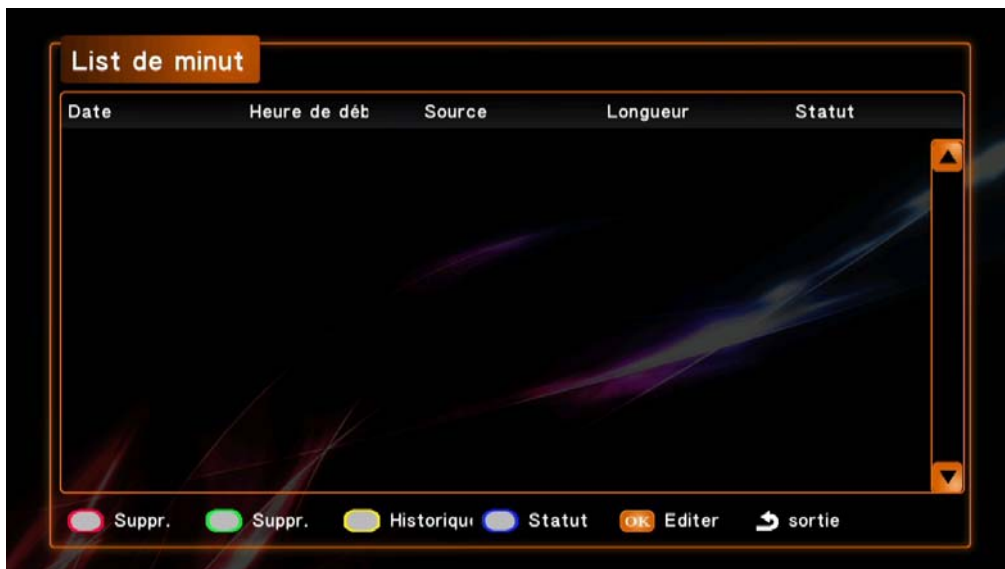 List de minut
Date Heure de déb Source Longueur Statut
Suppr. Suppr. Historiqu Statut OK Editer sortie